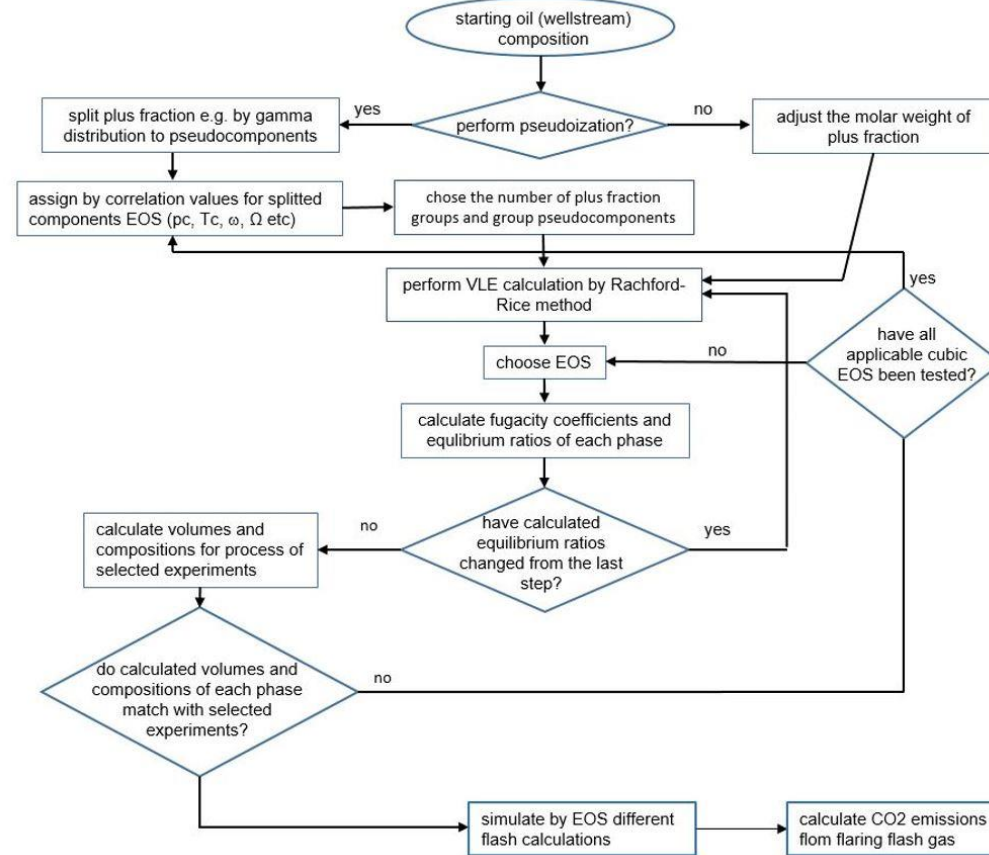 starting oil (wellstream)
composition
yes
perform pseudoization?
no
split plus fraction e.g. by gamma
distribution to pseudocomponents
adjust the molar weight of
plus fraction
assign by correlation values for splitted
components EOS (pc, Tc, ω, Ω etc)
chose the number of plus fraction
groups and group pseudocomponents
perform VLE calculation by Rachford-
Rice method
yes
have all
applicable cubic
EOS been tested?
no
choose EOS
calculate fugacity coefficients and
equlibrium ratios of each phase
have calculated
equilibrium ratios
changed from the last
step?
no
yes
calculate volumes and
compositions for process of
selected experiments
do calculated volumes and
compositions of each phase
match with selected
experiments?
no
simulate by EOS different
flash calculations
calculate CO2 emissions
flom flaring flash gas